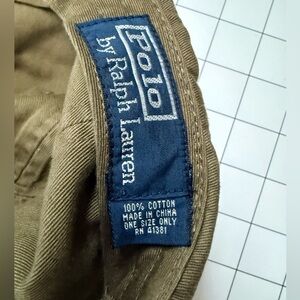 Polo
by Ralph Lauren
100% COTTON
MADE IN CHINA
ONE SIZE ONLY
RN 41381